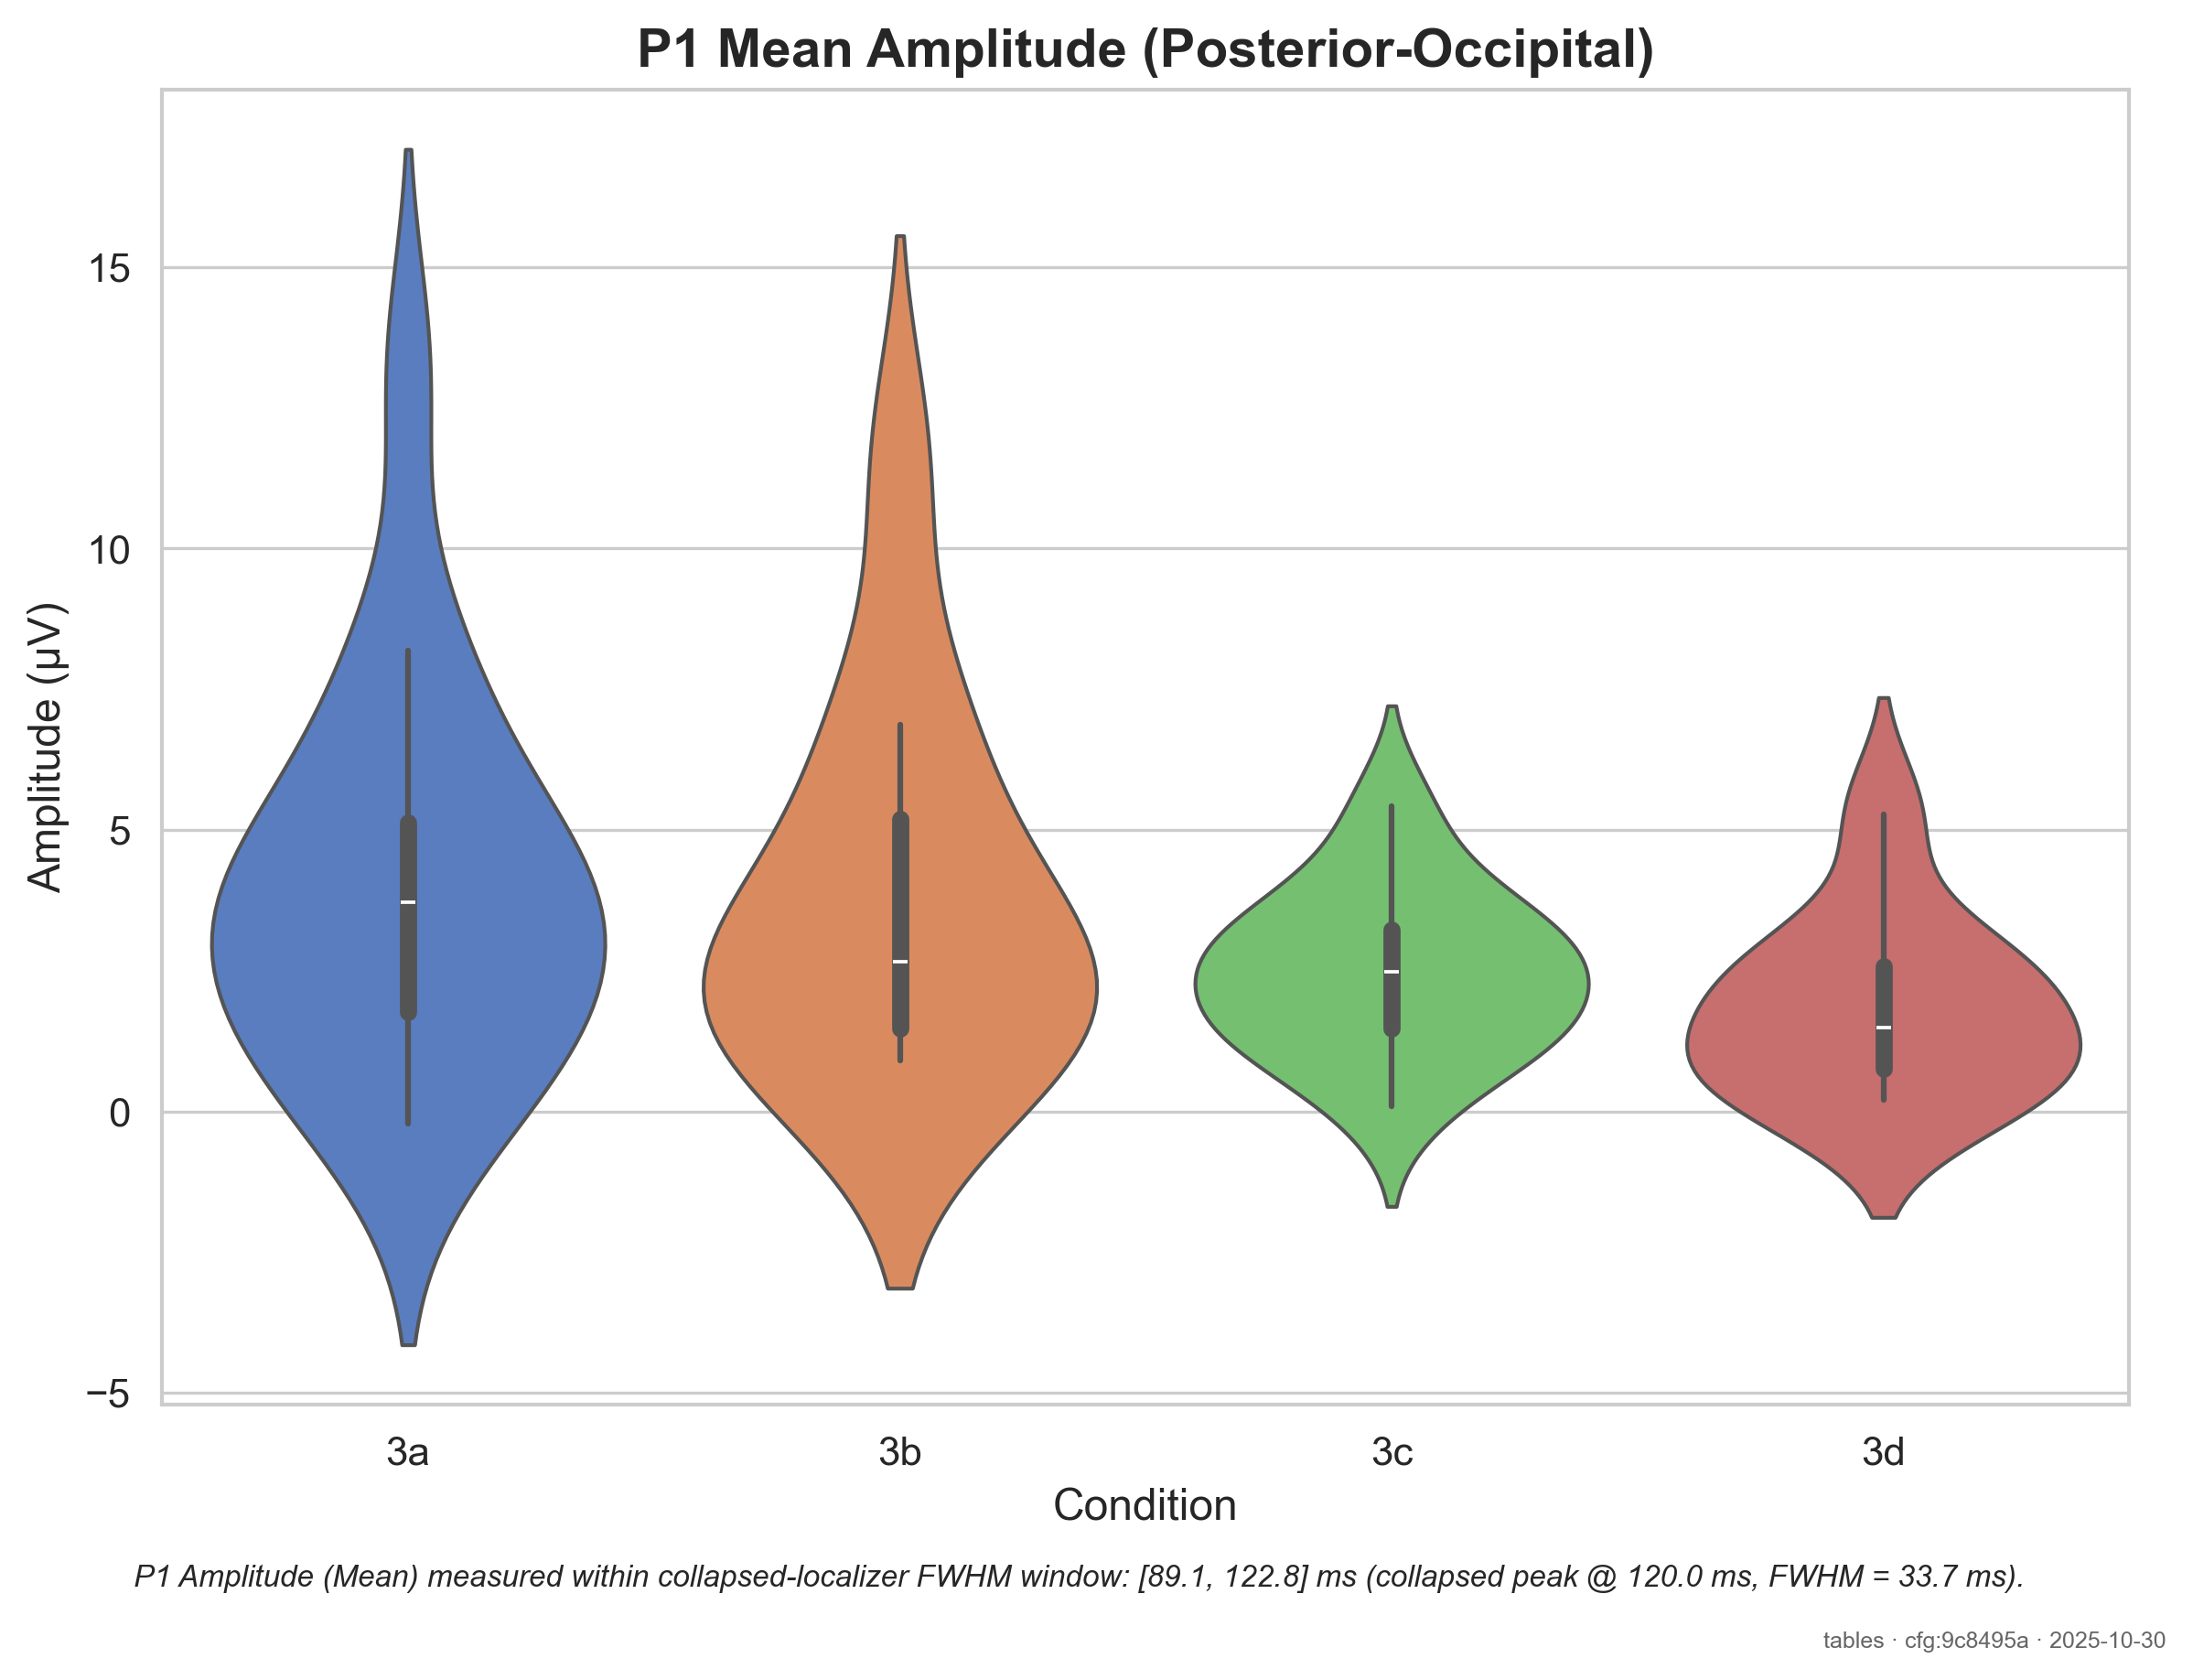 P1 Mean Amplitude (Posterior-Occipital)
Amplitude (µV)
15
10
5
0
−5
3a 3b 3c 3d
Condition
P1 Amplitude (Mean) measured within collapsed-localizer FWHM window: [89.1, 122.8] ms (collapsed peak @ 120.0 ms, FWHM = 33.7 ms).
tables · cfg:9c8495a · 2025-10-30